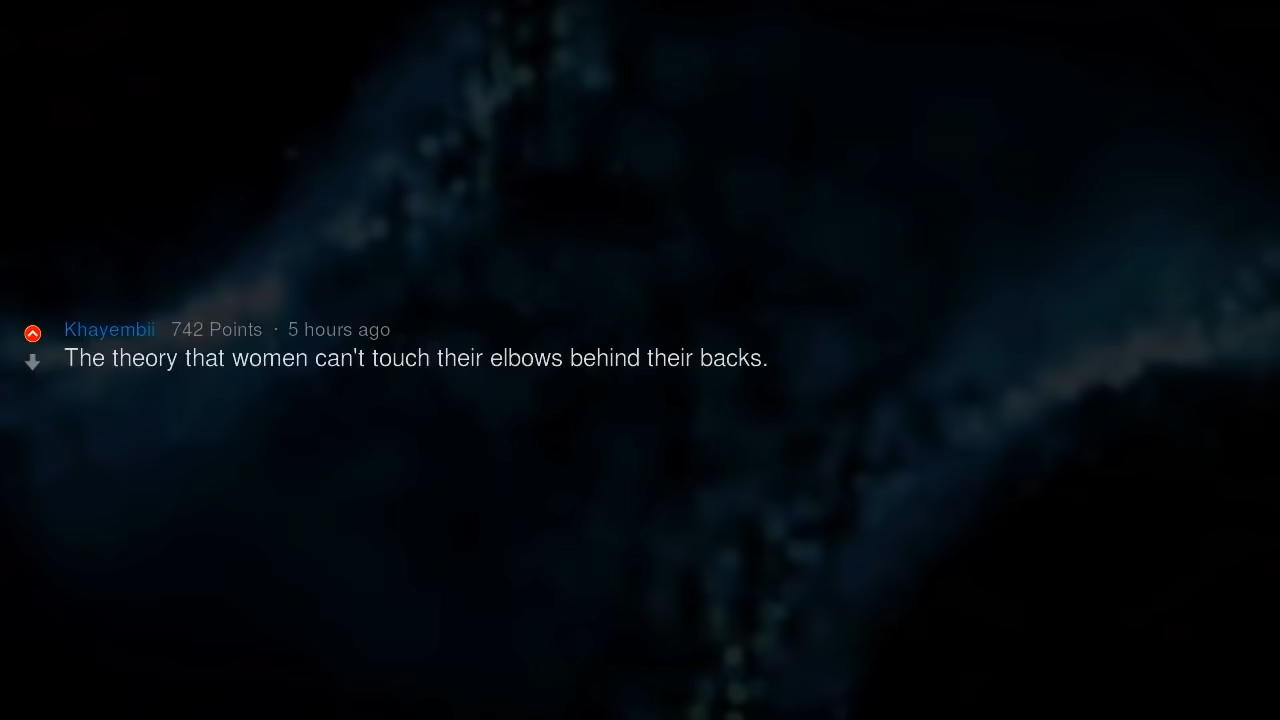 Khayembii 742 Points · 5 hours ago
The theory that women can't touch their elbows behind their backs.